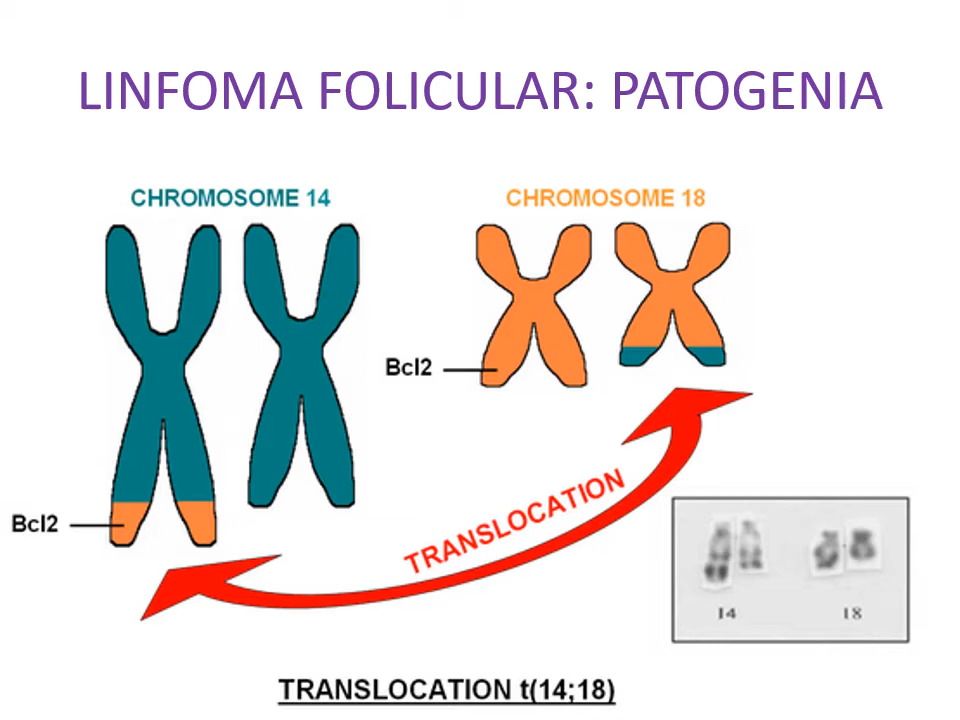 LINFOMA FOLICULAR: PATOGENIA
CHROMOSOME 14
CHROMOSOME 18
Bcl2
Bcl2
TRANSLOCATION
14
18
TRANSLOCATION t(14;18)